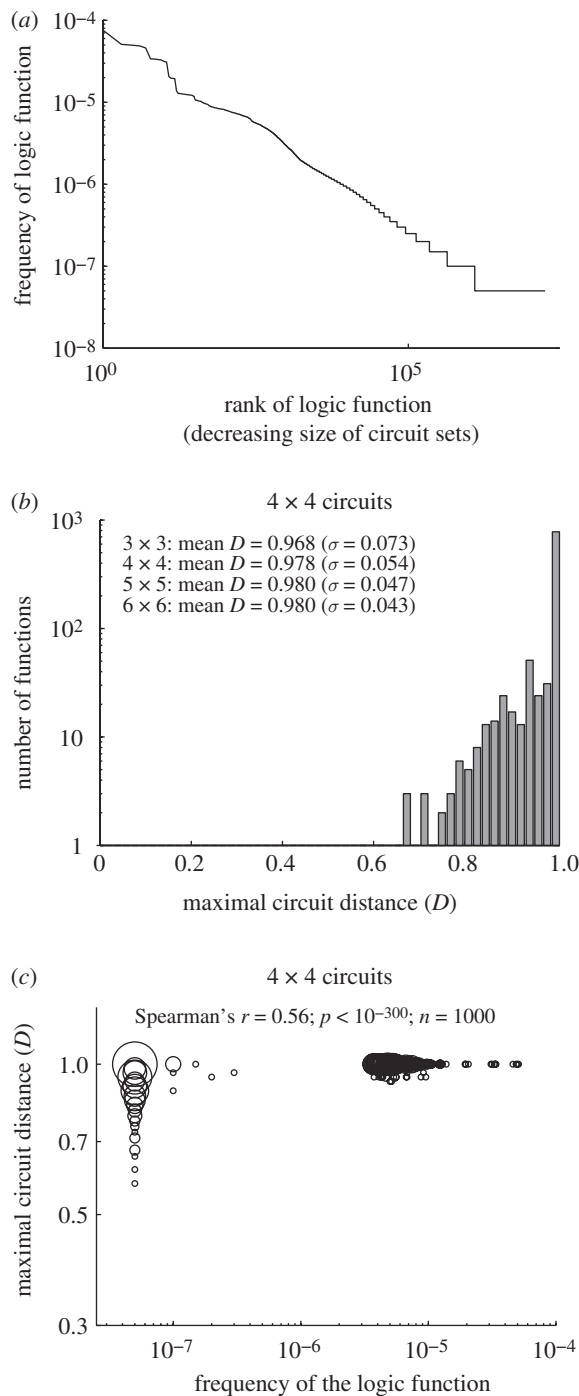 (a)
10⁻⁴
10⁻⁵
10⁻⁶
10⁻⁷
10⁻⁸
frequency of logic function
10⁰
10⁵
rank of logic function
(decreasing size of circuit sets)
(b)
4 × 4 circuits
3 × 3: mean D = 0.968 (σ = 0.073)
4 × 4: mean D = 0.978 (σ = 0.054)
5 × 5: mean D = 0.980 (σ = 0.047)
6 × 6: mean D = 0.980 (σ = 0.043)
10³
10²
10
1
number of functions
0
0.2
0.4
0.6
0.8
1.0
maximal circuit distance (D)
(c)
4 × 4 circuits
Spearman's r = 0.56; p < 10⁻³⁰⁰; n = 1000
1.0
0.7
0.5
0.3
maximal circuit distance (D)
10⁻⁷
10⁻⁶
10⁻⁵
10⁻⁴
frequency of the logic function